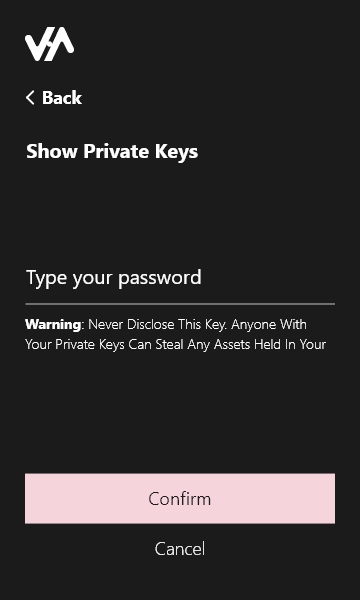 VA
Back
Show Private Keys
Type your password
Warning: Never Disclose This Key. Anyone With
Your Private Keys Can Steal Any Assets Held In Your
Confirm
Cancel